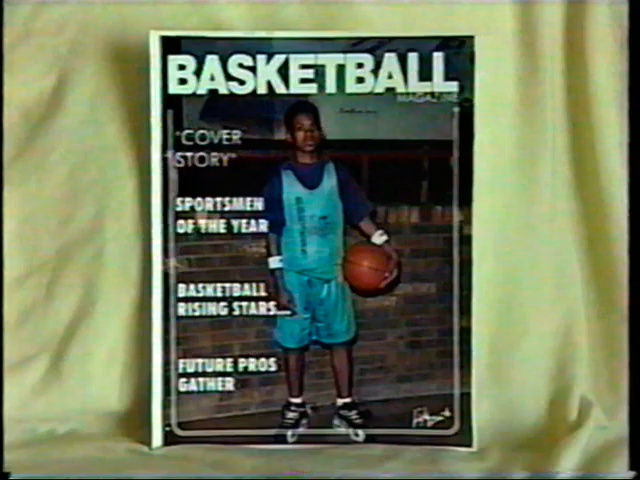 BASKETBALL
MAGAZINE
"COVER
STORY"
SPORTSMEN
OF THE YEAR
BASKETBALL
RISING STARS...
FUTURE PROS
GATHER